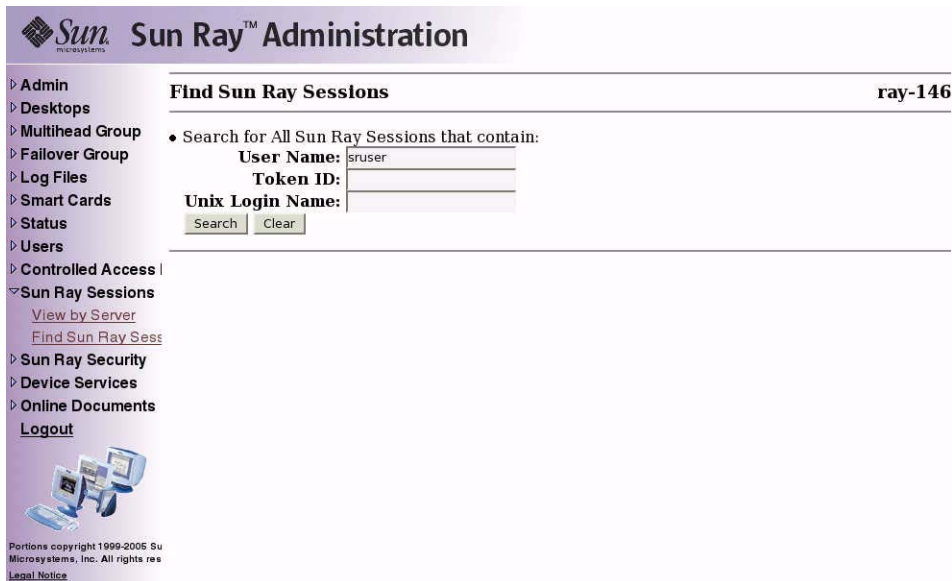 Sun microsystems Sun Ray™ Administration
Admin
Desktops
Multihead Group
Failover Group
Log Files
Smart Cards
Status
Users
Controlled Access
Sun Ray Sessions
View by Server
Find Sun Ray Sess
Sun Ray Security
Device Services
Online Documents
Logout
Portions copyright 1999-2005 Su
Microsystems, Inc. All rights res
Legal Notice
Find Sun Ray Sessions ray-146
• Search for All Sun Ray Sessions that contain:
User Name: sruser
Token ID:
Unix Login Name:
Search Clear